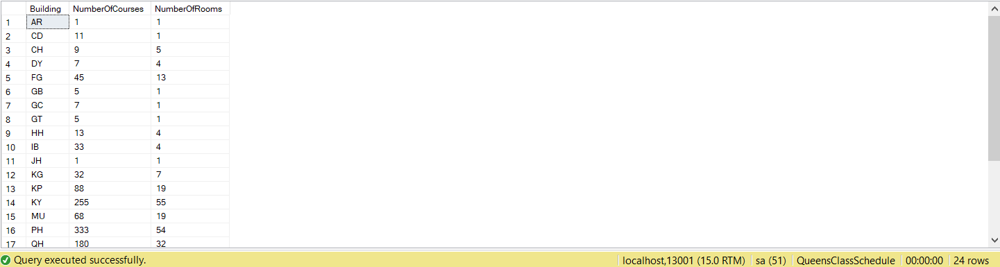 Building NumberOfCourses NumberOfRooms
1 AR 1 1
2 CD 11 1
3 CH 9 5
4 DY 7 4
5 FG 45 13
6 GB 5 1
7 GC 7 1
8 GT 5 1
9 HH 13 4
10 IB 33 4
11 JH 1 1
12 KG 32 7
13 KP 88 19
14 KY 255 55
15 MU 68 19
16 PH 333 54
17 QH 180 32
Query executed successfully. localhost,13001 (15.0 RTM) sa (51) QueensClassSchedule 00:00:00 24 rows